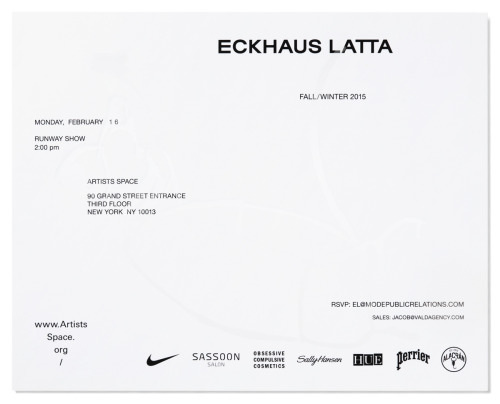 ECKHAUS LATTA
FALL/WINTER 2015
MONDAY, FEBRUARY 16
RUNWAY SHOW
2:00 pm
ARTISTS SPACE
90 GRAND STREET ENTRANCE
THIRD FLOOR
NEW YORK NY 10013
RSVP: EL@MODEPUBLICRELATIONS.COM
SALES: JACOB@VALDAGENCY.COM
www.Artists
Space.
org
/
SASSOON
SALON
OBSESSIVE
COMPULSIVE
COSMETICS
Sally Hansen
HUE
perrier
ALACRAN